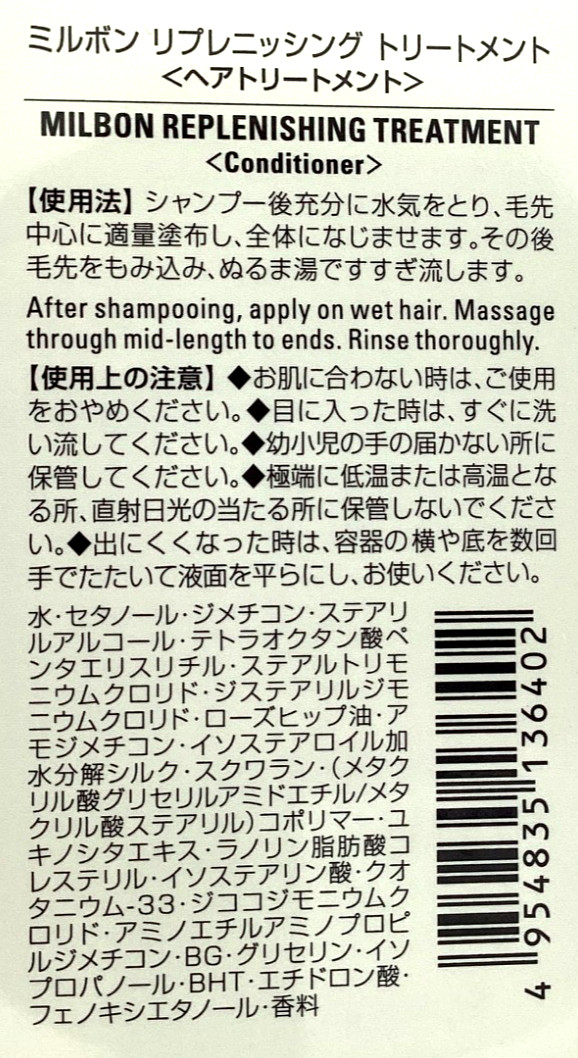 ミルボン リプレニッシング トリートメント
＜ヘアトリートメント＞
MILBON REPLENISHING TREATMENT
<Conditioner>
【使用法】シャンプー後充分に水気をとり、毛先
中心に適量塗布し、全体になじませます。その後
毛先をもみ込み、ぬるま湯ですすぎ流します。
After shampooing, apply on wet hair. Massage
through mid-length to ends. Rinse thoroughly.
【使用上の注意】◆お肌に合わない時は、ご使用
をおやめください。◆目に入った時は、すぐに洗
い流してください。◆幼小児の手の届かない所に
保管してください。◆極端に低温または高温とな
る所、直射日光の当たる所に保管しないでくださ
い。◆出にくくなった時は、容器の横や底を数回
手でたたいて液面を平らにし、お使いください。
水・セタノール・ジメチコン・ステアリ
ルアルコール・テトラオクタン酸ペ
ンタエリスリチル・ステアルトリモ
ニウムクロリド・ジステアリルジモ
ニウムクロリド・ローズヒップ油・ア
モジメチコン・イソステアロイル加
水分解シルク・スクワラン・（メタク
リル酸グリセリルアミドエチル/メタ
クリル酸ステアリル）コポリマー・ユ
キノシタエキス・ラノリン脂肪酸コ
レステリル・イソステアリン酸・クオ
タニウム-33・ジココジモニウムク
ロリド・アミノエチルアミノプロピ
ルジメチコン・BG・グリセリン・イソ
プロパノール・BHT・エチドロン酸・
フェノキシエタノール・香料
4 954835 136402